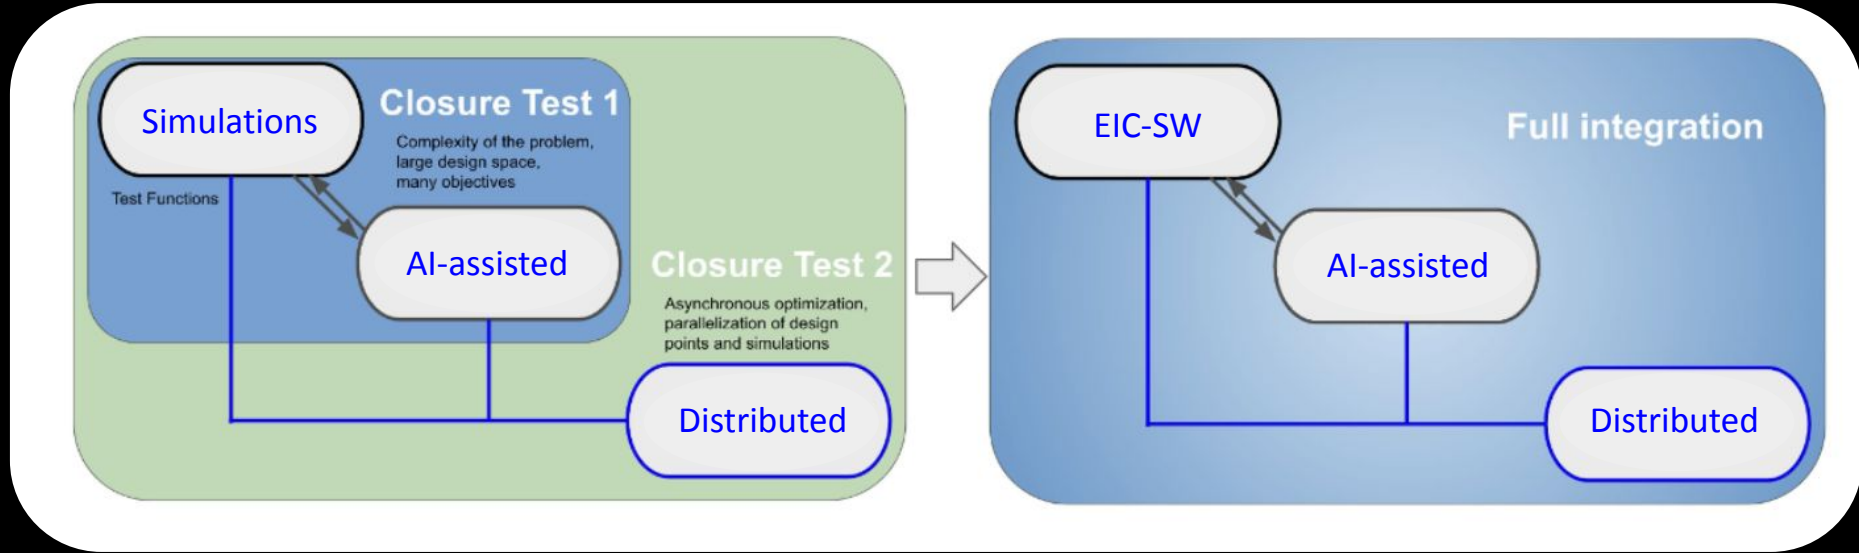 Simulations
Closure Test 1
Complexity of the problem,
large design space,
many objectives
Test Functions
AI-assisted
Closure Test 2
Asynchronous optimization,
parallelization of design
points and simulations
Distributed
EIC-SW
Full integration
AI-assisted
Distributed